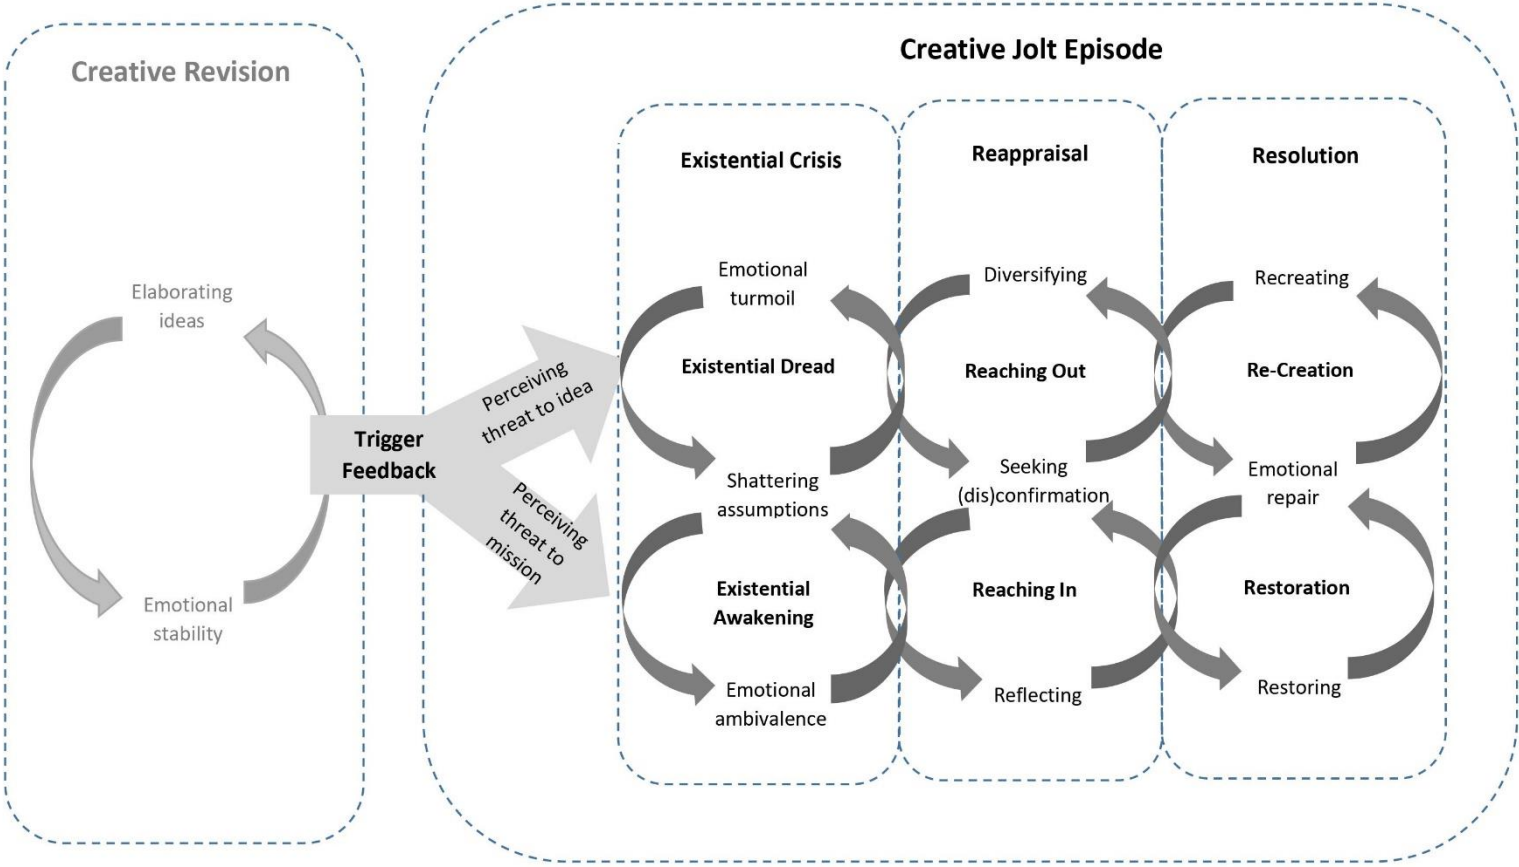 Creative Revision
Elaborating
ideas
Emotional
stability
Trigger
Feedback
Perceiving
threat to idea
Perceiving
threat to
mission
Creative Jolt Episode
Existential Crisis
Emotional
turmoil
Existential Dread
Shattering
assumptions
Existential
Awakening
Emotional
ambivalence
Reappraisal
Diversifying
Reaching Out
Seeking
(dis)confirmation
Reaching In
Reflecting
Resolution
Recreating
Re-Creation
Emotional
repair
Restoration
Restoring